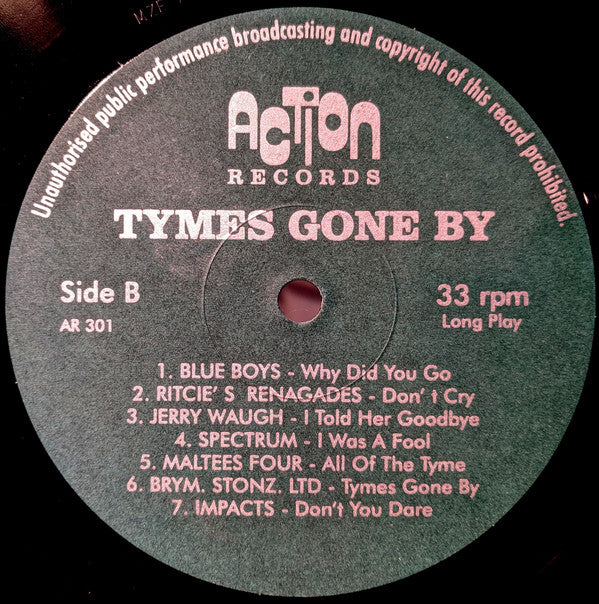 Unauthorised public performance broadcasting and copyright of this record prohibited.
ACTION
RECORDS
TYMES GONE BY
Side B
33 rpm
AR 301
Long Play
1. BLUE BOYS - Why Did You Go
2. RITCIE' S RENAGADES - Don' t Cry
3. JERRY WAUGH - I Told Her Goodbye
4. SPECTRUM - I Was A Fool
5. MALTEES FOUR - All Of The Tyme
6. BRYM. STONZ. LTD - Tymes Gone By
7. IMPACTS - Don't You Dare